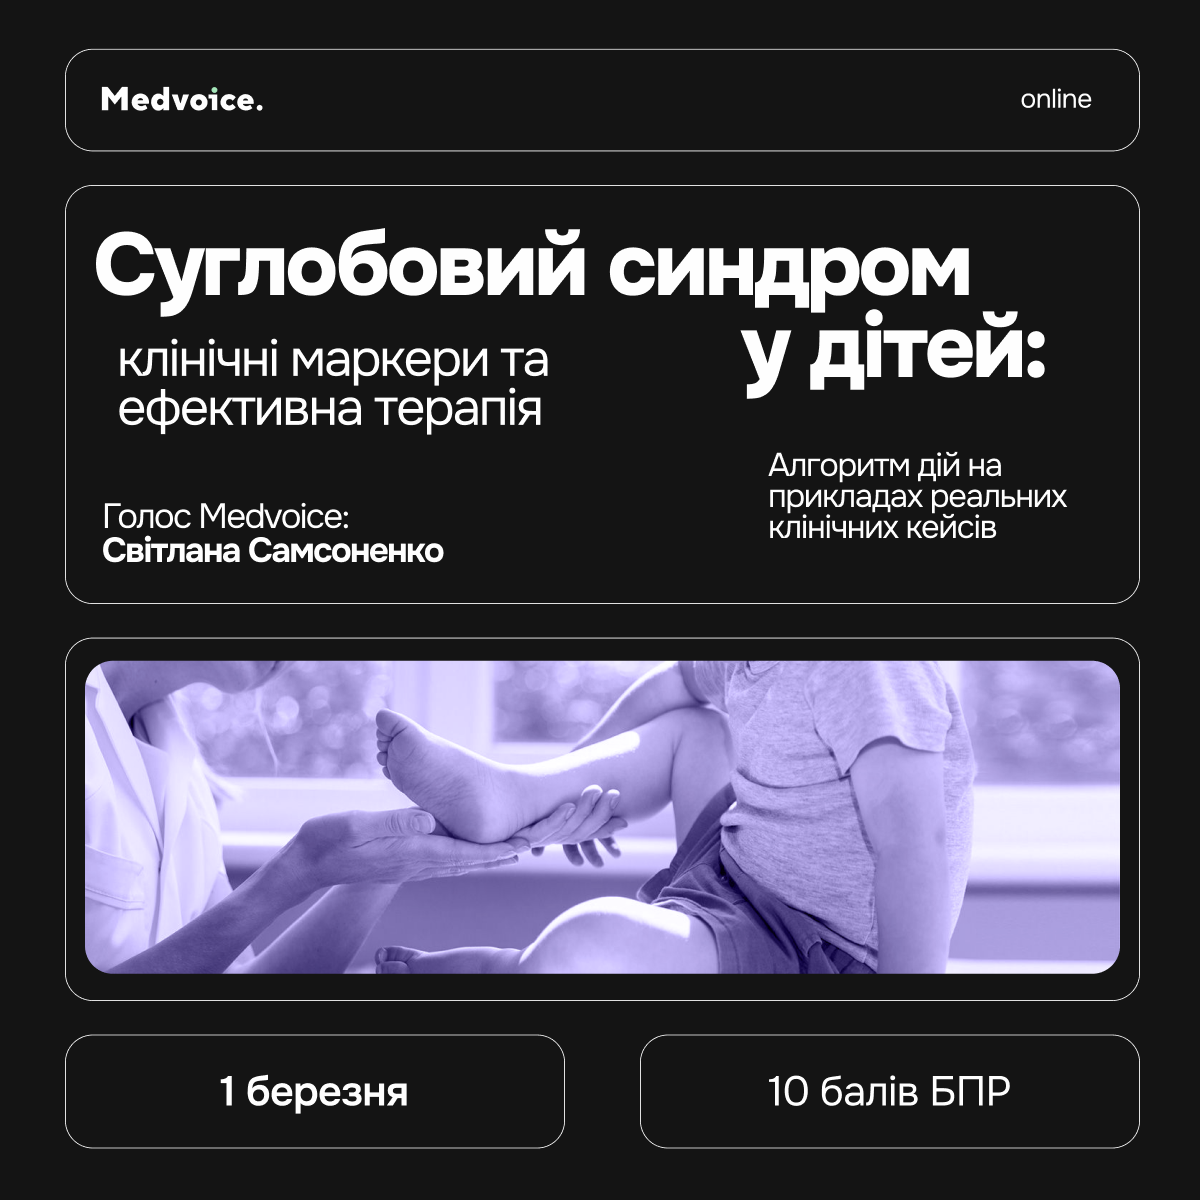 Medvoice.
online
Суглобовий синдром
у дітей:
клінічні маркери та
ефективна терапія
Алгоритм дій на
прикладах реальних
клінічних кейсів
Голос Medvoice:
Світлана Самсоненко
1 березня
10 балів БПР